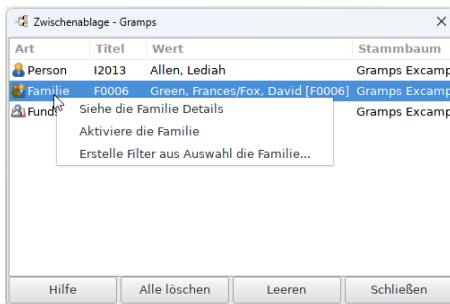 Zwischenablage - Gramps
Art Titel Wert Stammbaum
Person I2013 Allen, Lediah Gramps Excamp
Familie F0006 Green, Frances/Fox, David [F0006] Gramps Excamp
Gramps Excamp
Siehe die Familie Details
Aktiviere die Familie
Erstelle Filter aus Auswahl die Familie...
Hilfe Alle löschen Leeren Schließen